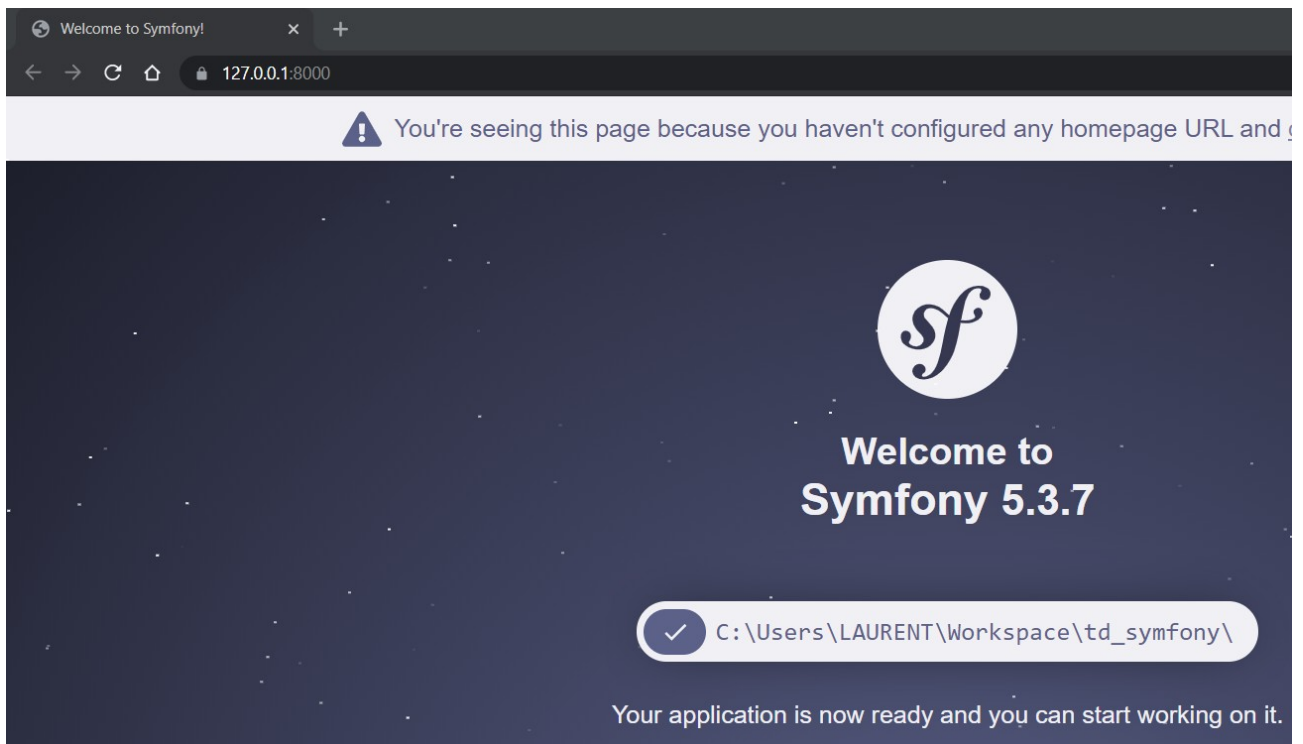 Welcome to Symfony!
127.0.0.1:8000
You're seeing this page because you haven't configured any homepage URL and
sf
Welcome to
Symfony 5.3.7
C:\Users\LAURENT\Workspace\td_symfony\
Your application is now ready and you can start working on it.